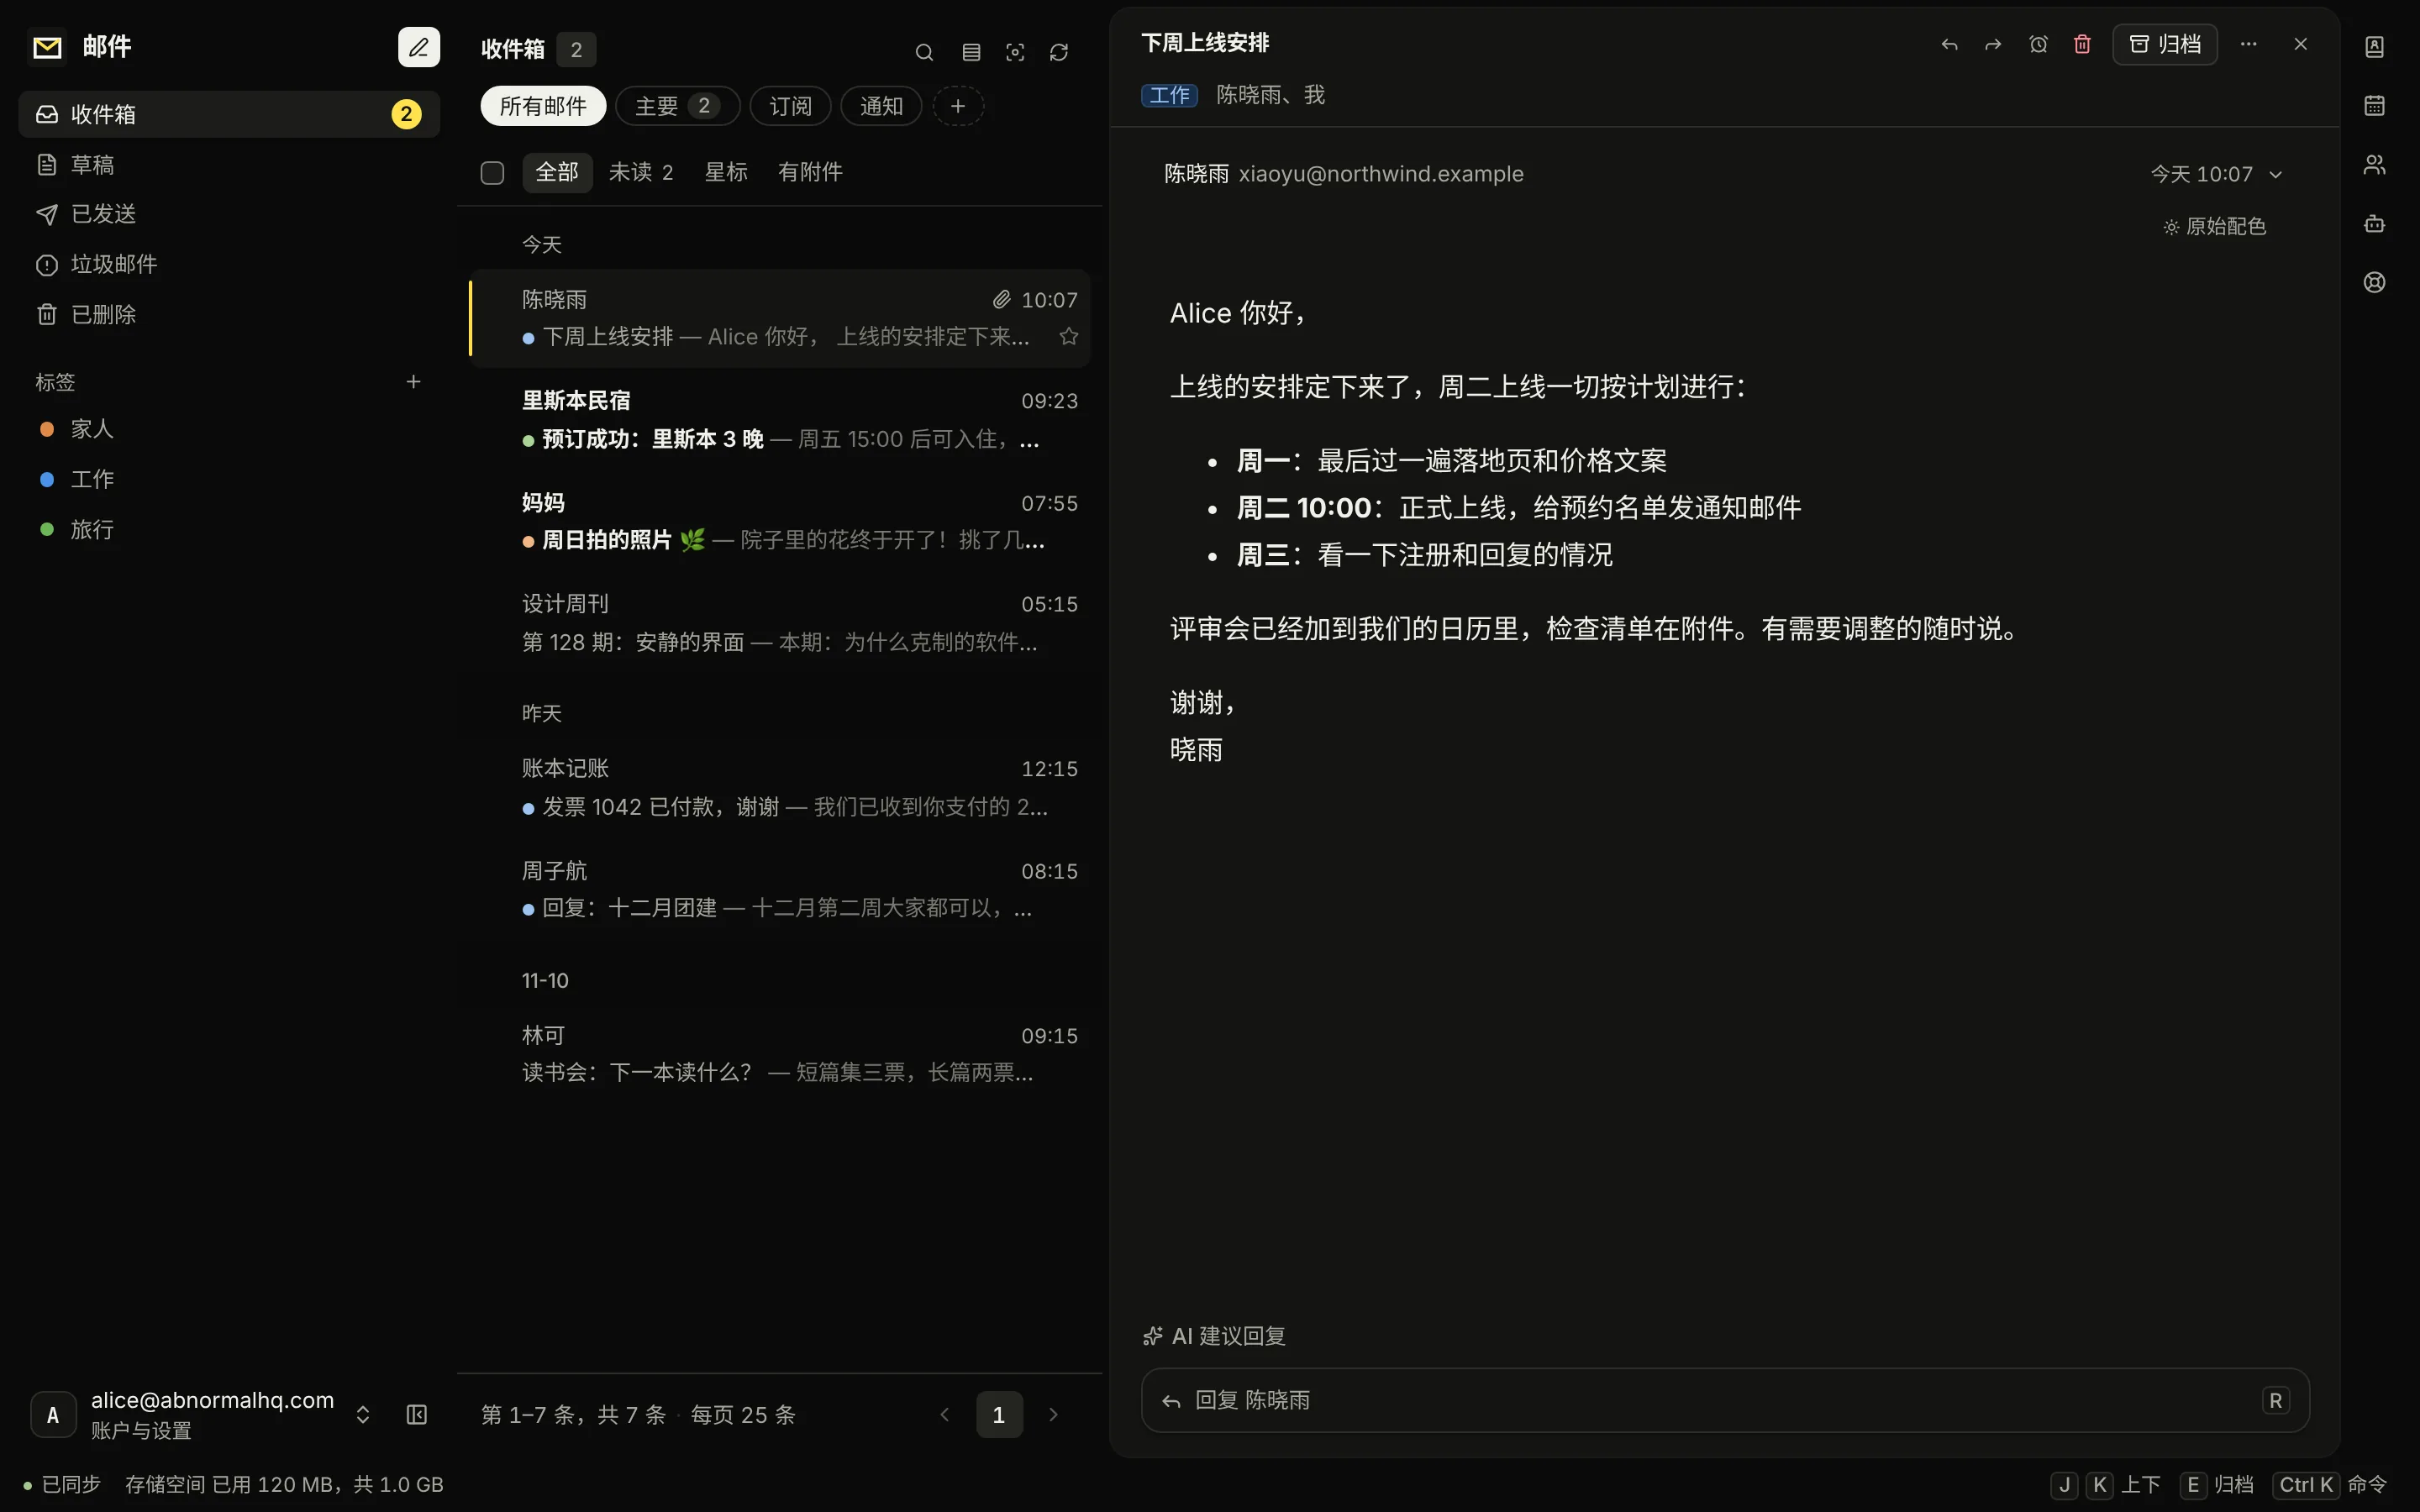 邮件
收件箱 2
草稿
已发送
垃圾邮件
已删除
标签
家人
工作
旅行
A
alice@abnormalhq.com
账户与设置
收件箱 2
所有邮件 主要 2 订阅 通知
全部 未读 2 星标 有附件
今天
陈晓雨 10:07
下周上线安排 — Alice 你好， 上线的安排定下来...
里斯本民宿 09:23
预订成功：里斯本 3 晚 — 周五 15:00 后可入住，...
妈妈 07:55
周日拍的照片 🌿 — 院子里的花终于开了！挑了几...
设计周刊 05:15
第 128 期：安静的界面 — 本期：为什么克制的软件...
昨天
账本记账 12:15
发票 1042 已付款，谢谢 — 我们已收到你支付的 2...
周子航 08:15
回复：十二月团建 — 十二月第二周大家都可以，...
11-10
林可 09:15
读书会：下一本读什么？ — 短篇集三票，长篇两票...
第 1–7 条，共 7 条 · 每页 25 条
1
下周上线安排
归档
工作 陈晓雨、我
陈晓雨 xiaoyu@northwind.example 今天 10:07
原始配色
Alice 你好，
上线的安排定下来了，周二上线一切按计划进行：
• 周一：最后过一遍落地页和价格文案
• 周二 10:00：正式上线，给预约名单发通知邮件
• 周三：看一下注册和回复的情况
评审会已经加到我们的日历里，检查清单在附件。有需要调整的随时说。
谢谢，
晓雨
AI 建议回复
回复 陈晓雨 R
已同步 存储空间 已用 120 MB，共 1.0 GB
J K 上下 E 归档 Ctrl K 命令